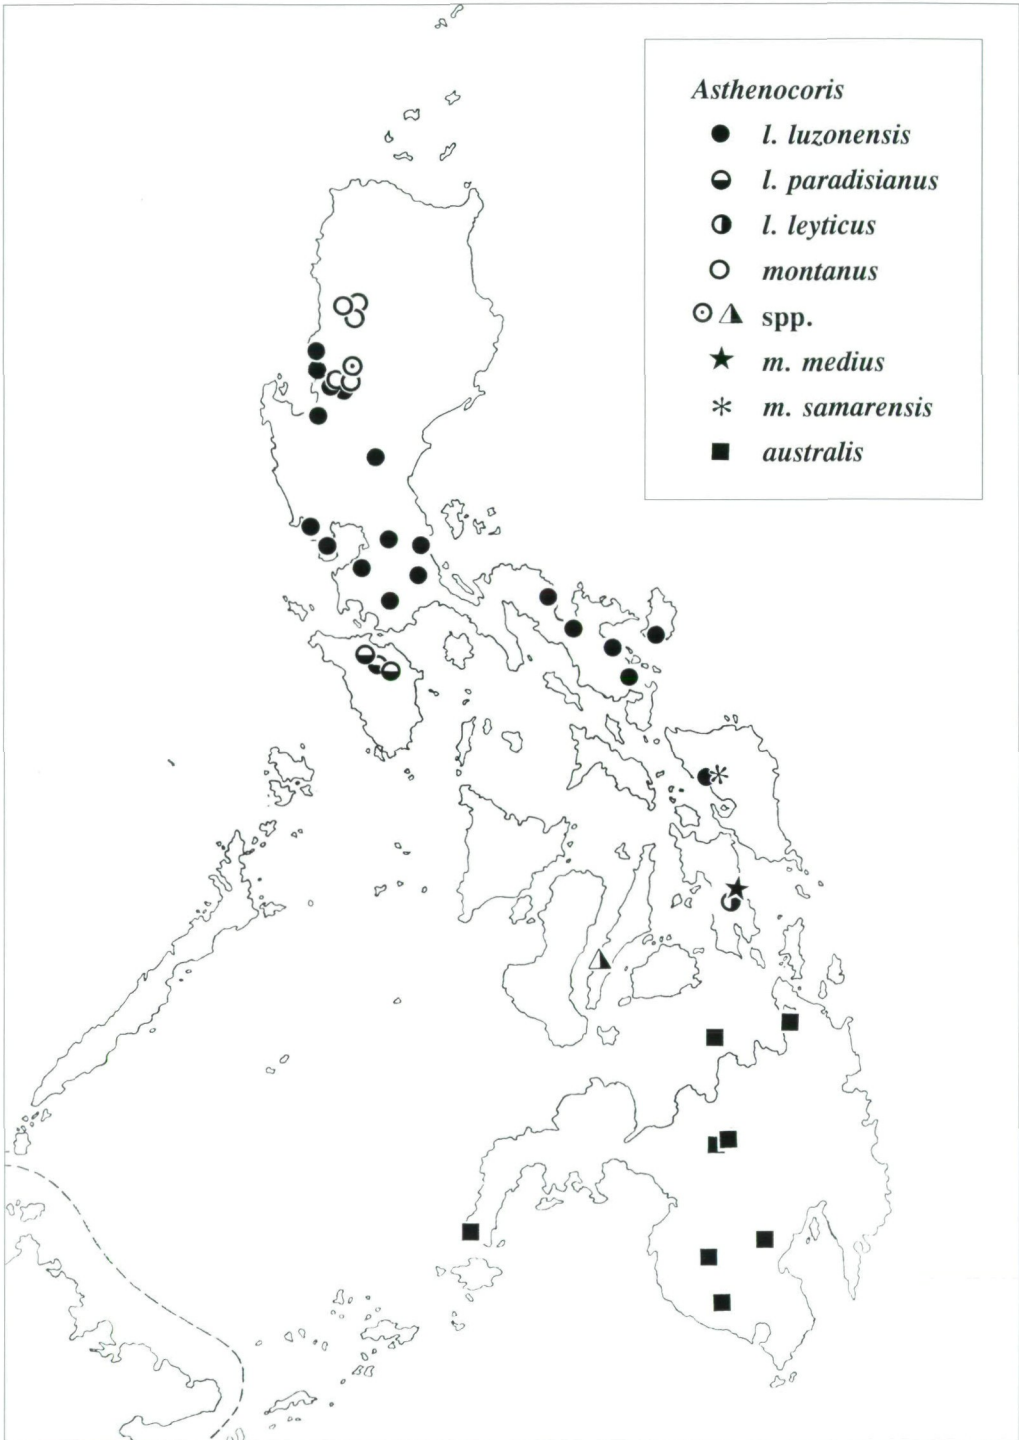 Asthenocoris
l. luzonensis
l. paradisianus
l. leyticus
montanus
spp.
m. medius
m. samarensis
australis